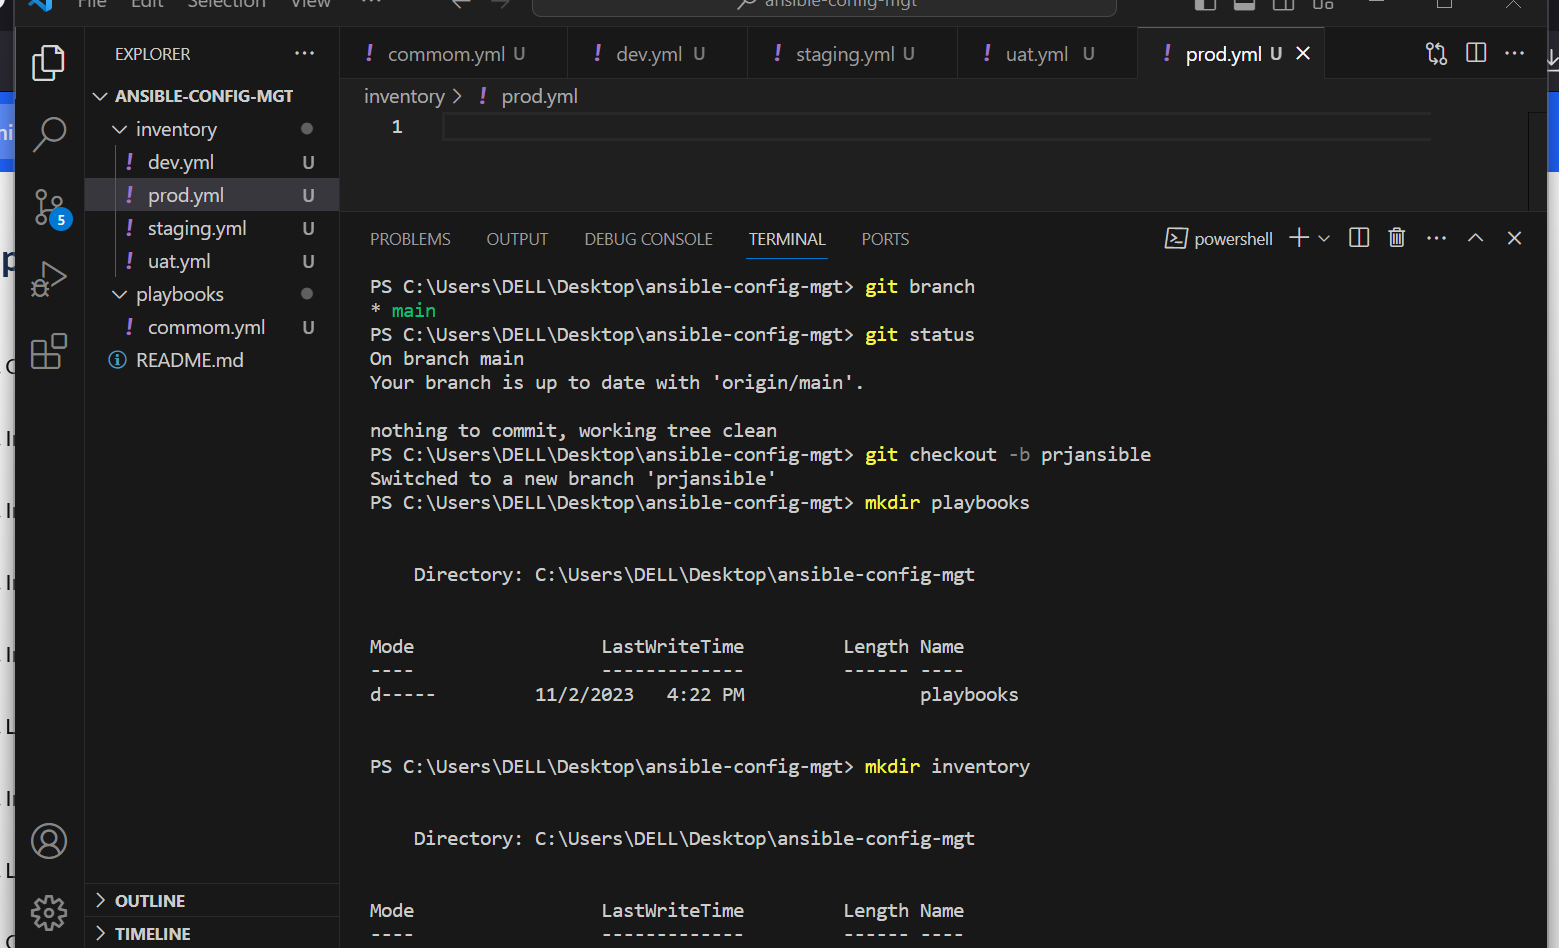 File Edit Selection View ··· ansible-config-mgt
EXPLORER ···
ANSIBLE-CONFIG-MGT
inventory
! dev.yml U
! prod.yml U
! staging.yml U
! uat.yml U
playbooks
! commom.yml U
README.md
5
OUTLINE
TIMELINE
! commom.yml U ! dev.yml U ! staging.yml U ! uat.yml U ! prod.yml U
inventory > ! prod.yml
1
PROBLEMS OUTPUT DEBUG CONSOLE TERMINAL PORTS powershell
PS C:\Users\DELL\Desktop\ansible-config-mgt> git branch
* main
PS C:\Users\DELL\Desktop\ansible-config-mgt> git status
On branch main
Your branch is up to date with 'origin/main'.
nothing to commit, working tree clean
PS C:\Users\DELL\Desktop\ansible-config-mgt> git checkout -b prjansible
Switched to a new branch 'prjansible'
PS C:\Users\DELL\Desktop\ansible-config-mgt> mkdir playbooks
Directory: C:\Users\DELL\Desktop\ansible-config-mgt
Mode LastWriteTime Length Name
---- ------------- ------ ----
d----- 11/2/2023 4:22 PM playbooks
PS C:\Users\DELL\Desktop\ansible-config-mgt> mkdir inventory
Directory: C:\Users\DELL\Desktop\ansible-config-mgt
Mode LastWriteTime Length Name
---- ------------- ------ ----